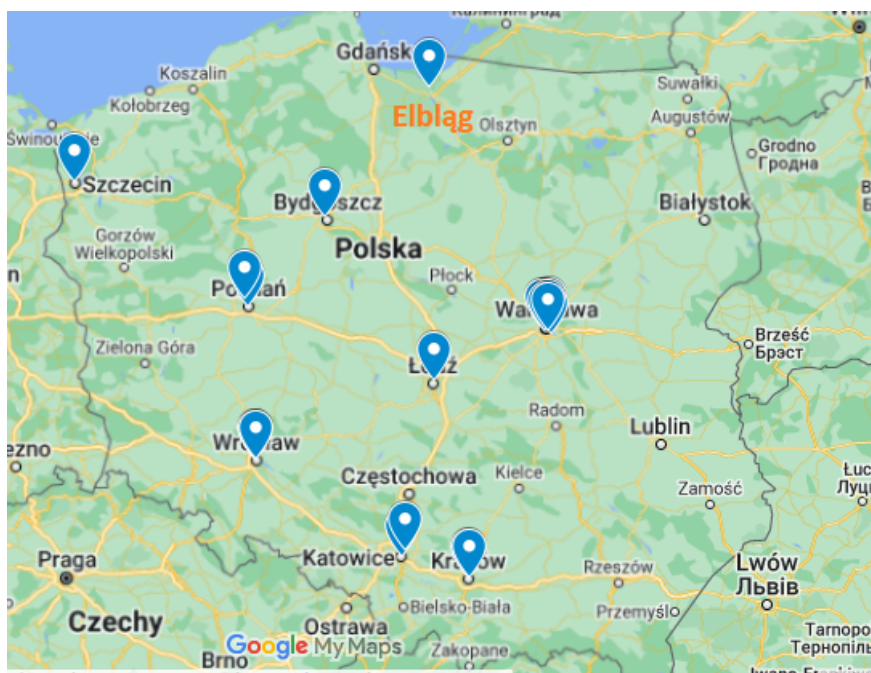 Калининград
Gdańsk
Koszalin
Suwałki
Kołobrzeg
Elbląg
Augustów
Olsztyn
Świnoujście
Grodno
Гродна
Szczecin
Bydgoszcz
Białystok
Gorzów
Wielkopolski
Polska
Płock
Poznań
Warszawa
Brześć
Брэст
Zielona Góra
Łódź
Radom
Lublin
Wrocław
Częstochowa
Kielce
Zamość
Katowice
Kraków
Praga
Rzeszów
Lwów
Львів
Bielsko-Biała
Przemyśl
Ostrawa
Czechy
Google My Maps
Brno
Zakopane